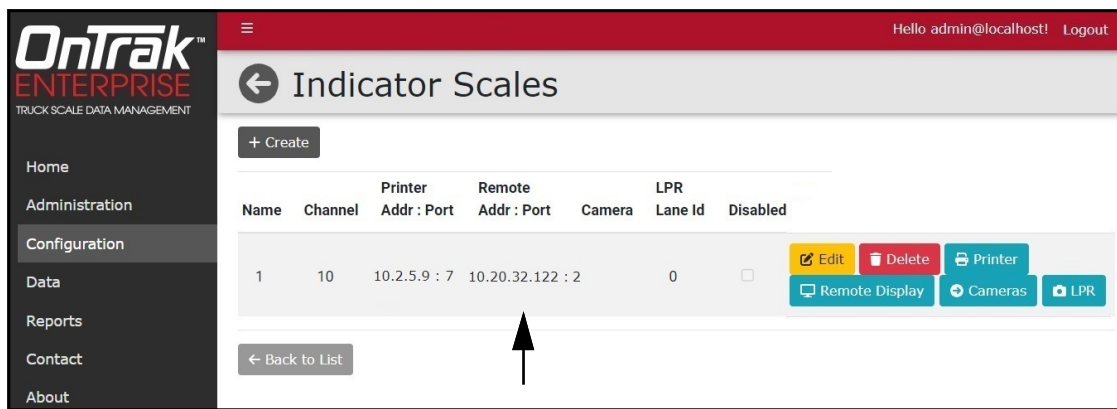 OnTrak™
ENTERPRISE
TRUCK SCALE DATA MANAGEMENT
Home
Administration
Configuration
Data
Reports
Contact
About
Hello admin@localhost! Logout
Indicator Scales
+ Create
Name Channel Printer Addr : Port Remote Addr : Port Camera LPR Lane Id Disabled
1 10 10.2.5.9 : 7 10.20.32.122 : 2 0 Edit Delete Printer
Remote Display Cameras LPR
← Back to List